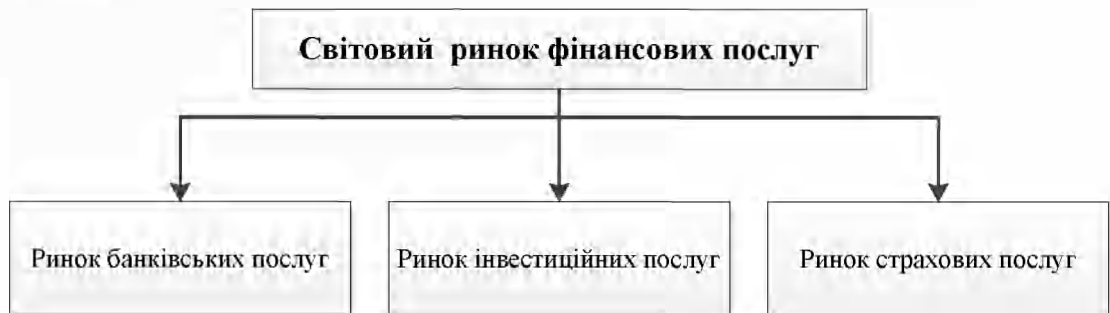 Світовий ринок фінансових послуг
Ринок банківських послуг
Ринок інвестиційних послуг
Ринок страхових послуг